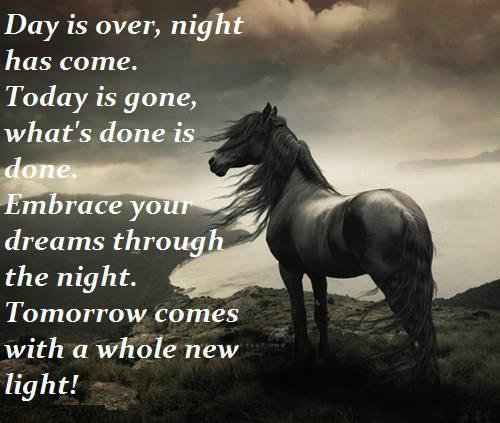 Day is over, night
has come.
Today is gone,
what's done is
done.
Embrace your
dreams through
the night.
Tomorrow comes
with a whole new
light!